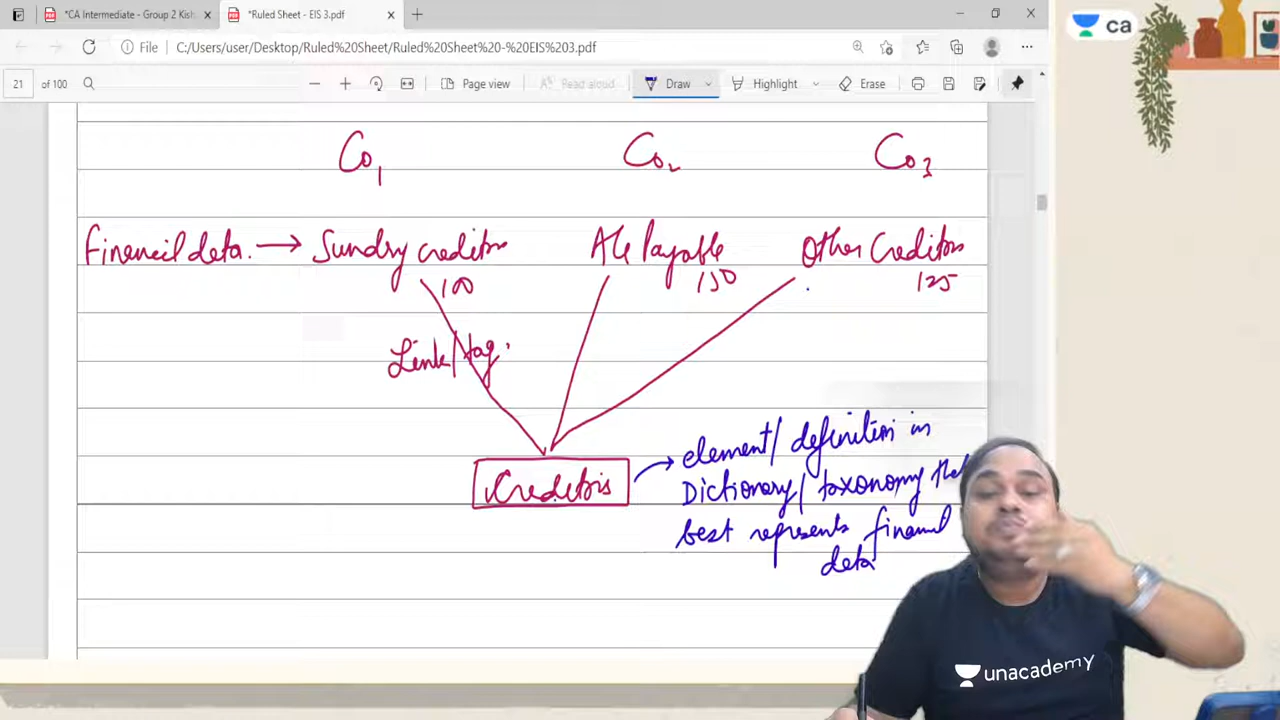 *CA Intermediate - Group 2 Kish
*Ruled Sheet - EIS 3.pdf
File
C:/Users/user/Desktop/Ruled%20Sheet/Ruled%20Sheet%20-%20EIS%203.pdf
21 of 100
Page view
Read aloud
Draw
Highlight
Erase
ca
Co1 Co2 Co3
Financial data. → Sundry creditors A/c Payable Other Creditors
100 150 125
Link/tag.
element/ definition in
Creditors
Dictionary/ taxonomy that
best represents financial
data
unacademy